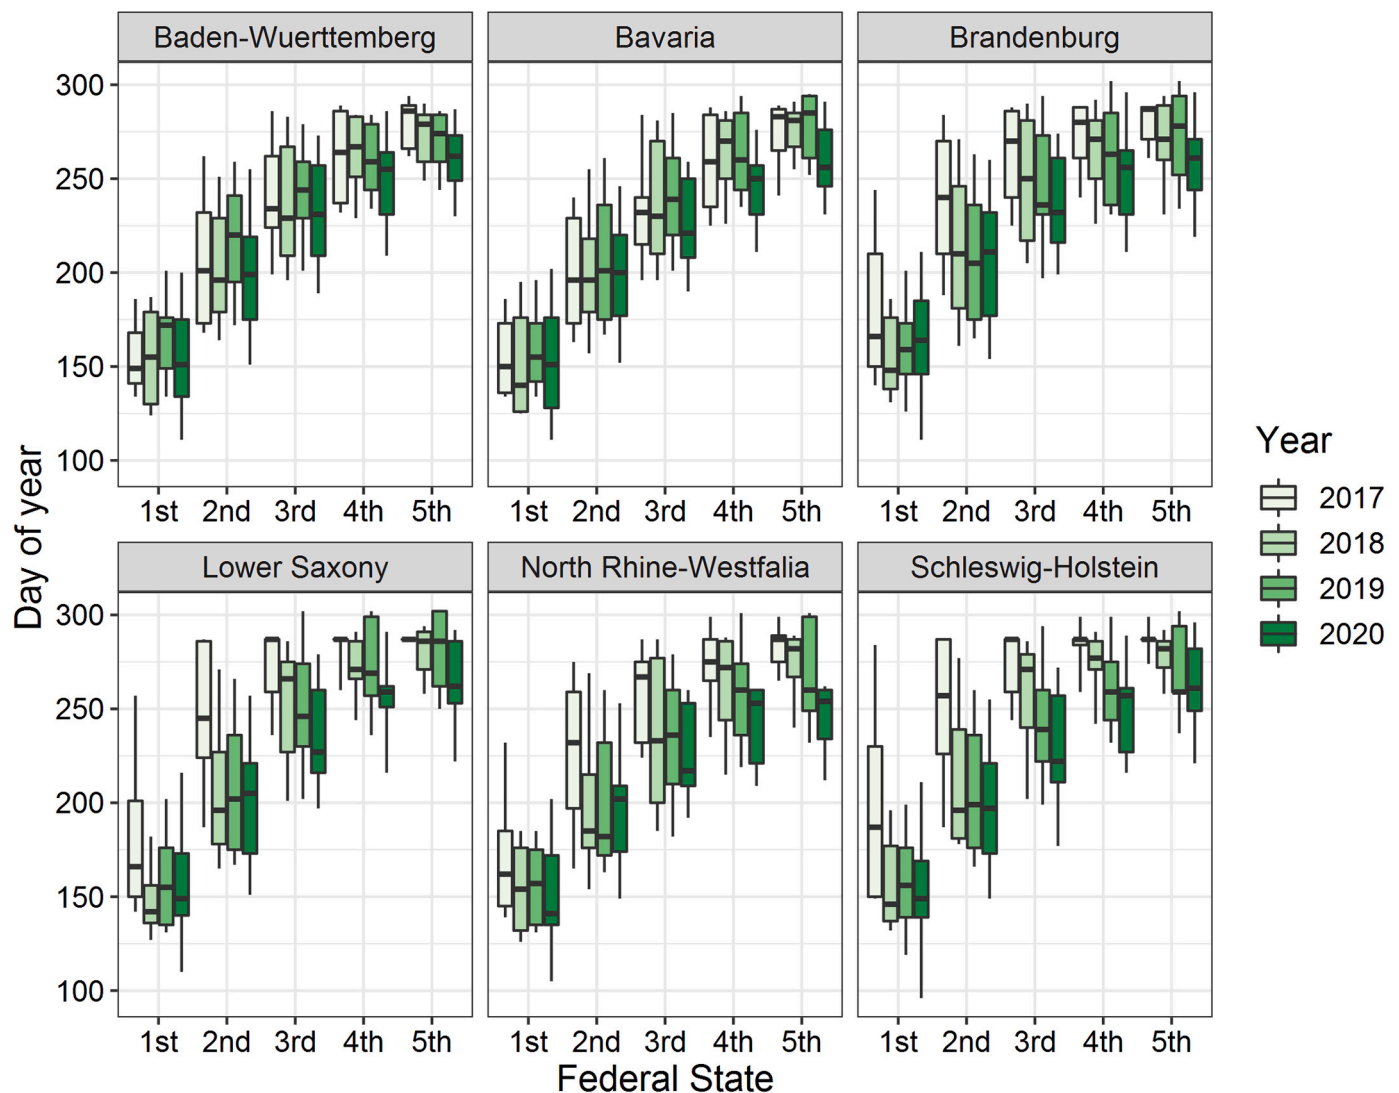 Baden-Wuerttemberg
Bavaria
Brandenburg
300
250
200
150
100
1st 2nd 3rd 4th 5th
1st 2nd 3rd 4th 5th
1st 2nd 3rd 4th 5th
Lower Saxony
North Rhine-Westfalia
Schleswig-Holstein
300
250
200
150
100
1st 2nd 3rd 4th 5th
1st 2nd 3rd 4th 5th
1st 2nd 3rd 4th 5th
Day of year
Federal State
Year
2017
2018
2019
2020